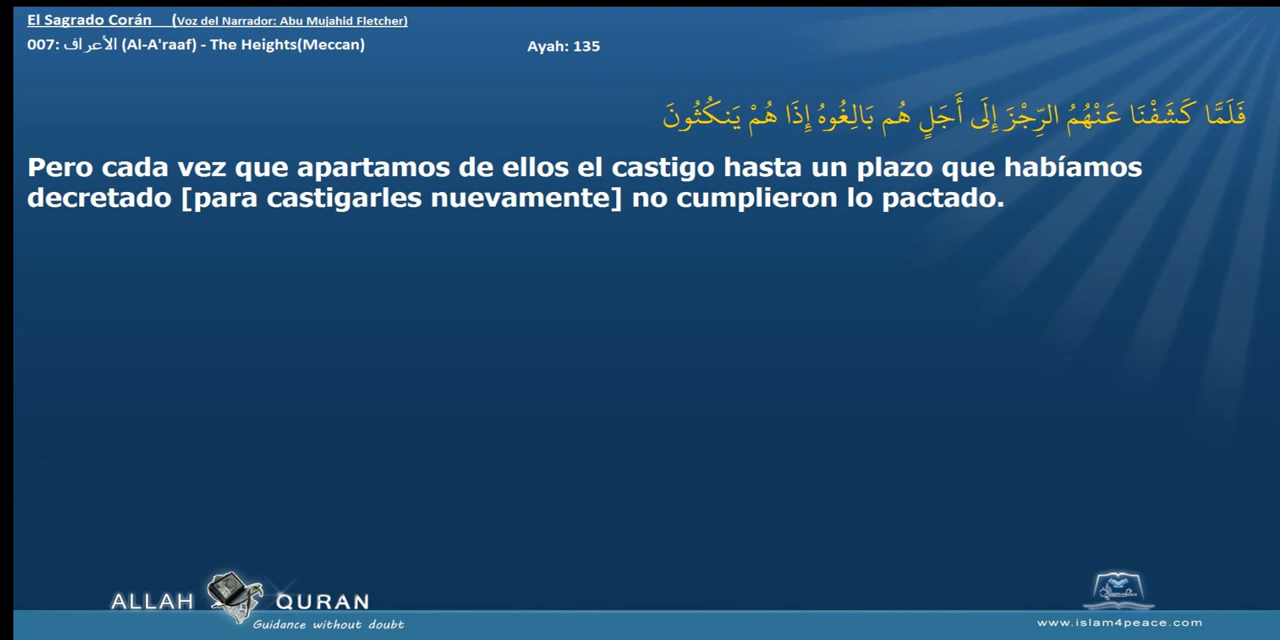 El Sagrado Corán (Voz del Narrador: Abu Mujahid Fletcher)
007: الأعراف (Al-A'raaf) - The Heights(Meccan) Ayah: 135
فَلَمَّا كَشَفْنَا عَنْهُمُ الرِّجْزَ إِلَى أَجَلٍ هُم بَالِغُوهُ إِذَا هُمْ يَنكُثُونَ
Pero cada vez que apartamos de ellos el castigo hasta un plazo que habíamos
decretado [para castigarles nuevamente] no cumplieron lo pactado.
ALLAH QURAN
Guidance without doubt
www.islam4peace.com